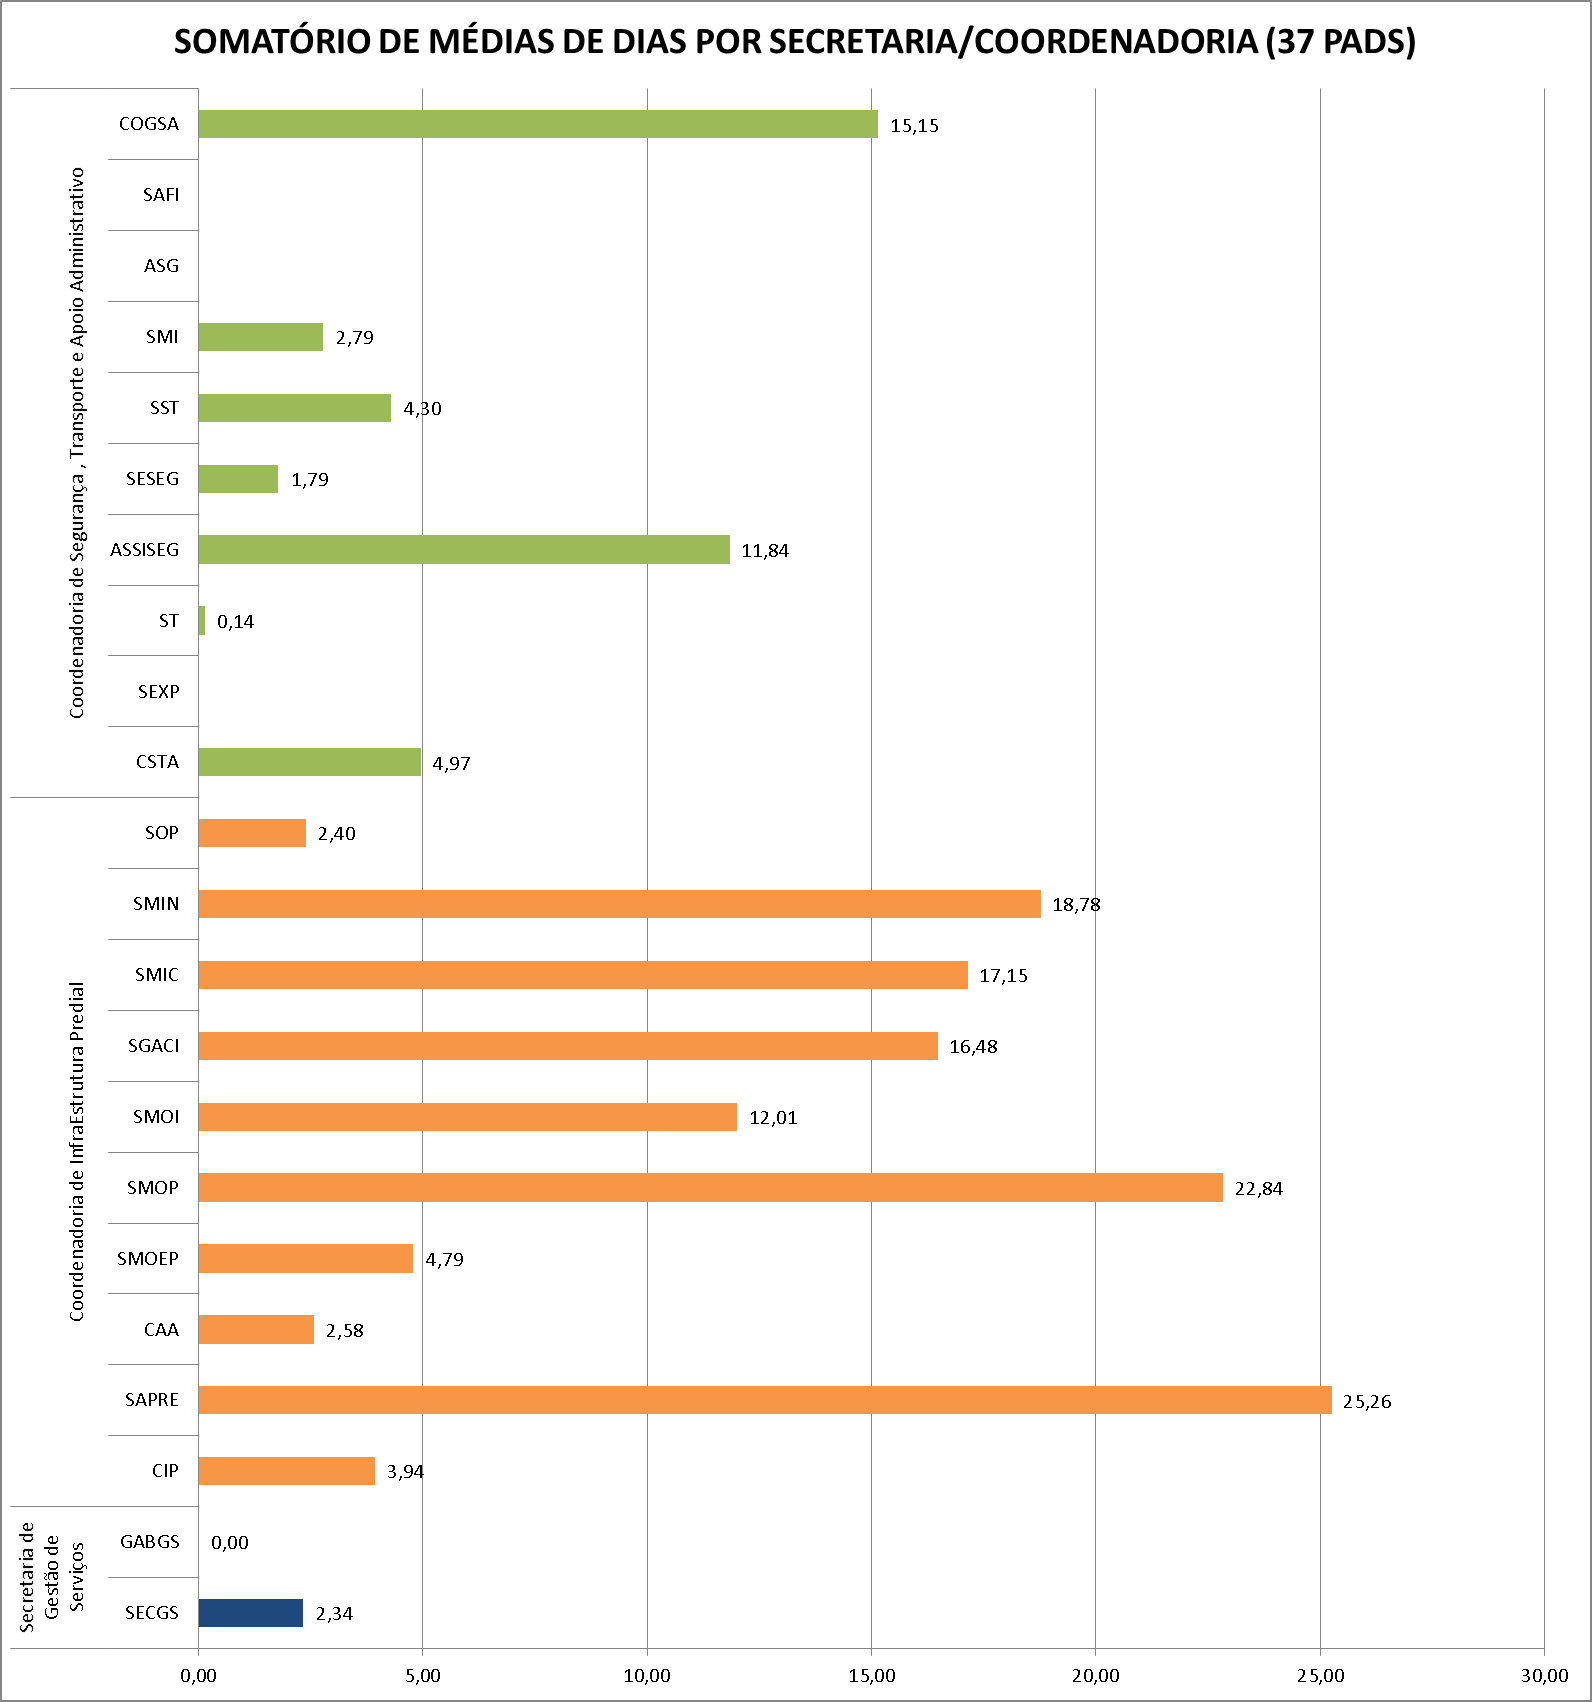 SOMATÓRIO DE MÉDIAS DE DIAS POR SECRETARIA/COORDENADORIA (37 PADS)
Coordenadoria de Segurança , Transporte e Apoio Administrativo
COGSA 15,15
SAFI
ASG
SMI 2,79
SST 4,30
SESEG 1,79
ASSISEG 11,84
ST 0,14
SEXP
CSTA 4,97
Coordenadoria de InfraEstrutura Predial
SOP 2,40
SMIN 18,78
SMIC 17,15
SGACI 16,48
SMOI 12,01
SMOP 22,84
SMOEP 4,79
CAA 2,58
SAPRE 25,26
CIP 3,94
Secretaria de
Gestão de
Serviços
GABGS 0,00
SECGS 2,34
0,00 5,00 10,00 15,00 20,00 25,00 30,00